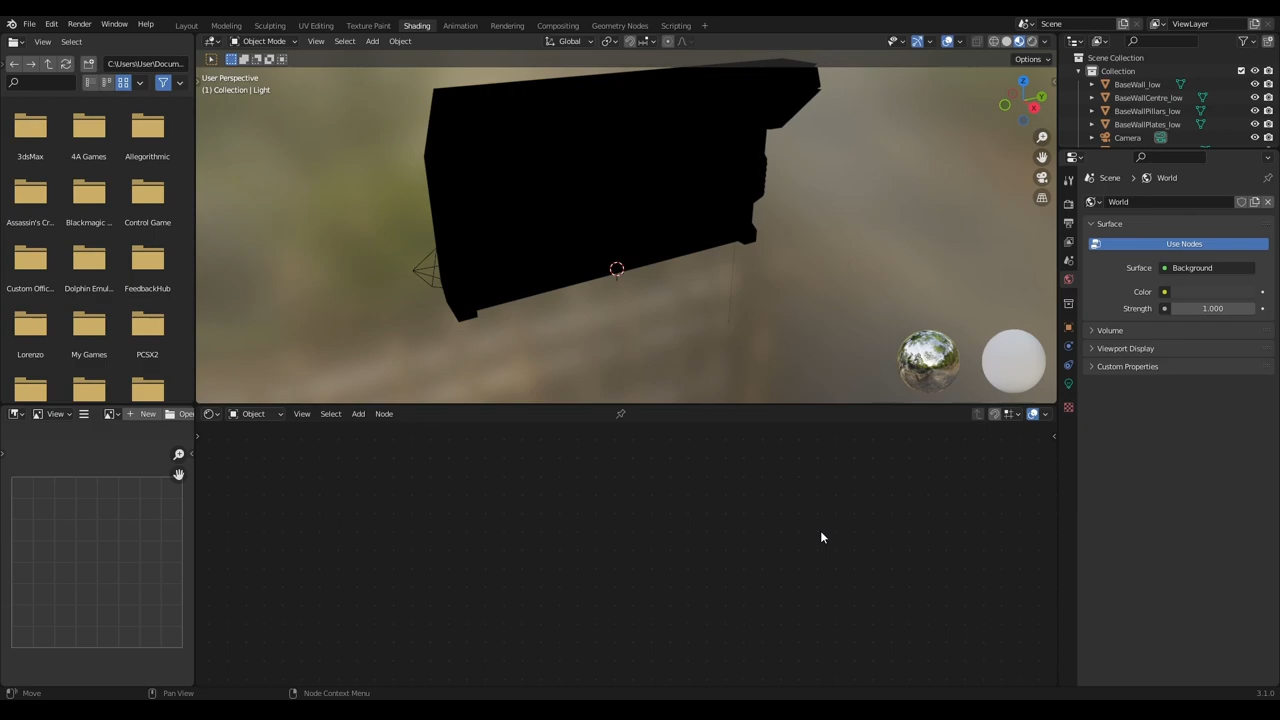 File Edit Render Window Help Layout Modeling Sculpting UV Editing Texture Paint Shading Animation Rendering Compositing Geometry Nodes Scripting + Scene ViewLayer
View Select C:\Users\User\Docum... Object Mode View Select Add Object Global
Options
User Perspective
(1) Collection | Light
Z
Y
X
Scene Collection
Collection
BaseWall_low
BaseWallCentre_low
BaseWallPillars_low
BaseWallPlates_low
Camera
3dsMax 4A Games Allegorithmic
Assassin's Cr... Blackmagic ... Control Game
Custom Offic... Dolphin Emul... FeedbackHub
Lorenzo My Games PCSX2
Scene > World
World
Surface
Use Nodes
Surface Background
Color
Strength 1.000
Volume
Viewport Display
Custom Properties
View New Open Object View Select Add Node
Move Pan View Node Context Menu 3.1.0